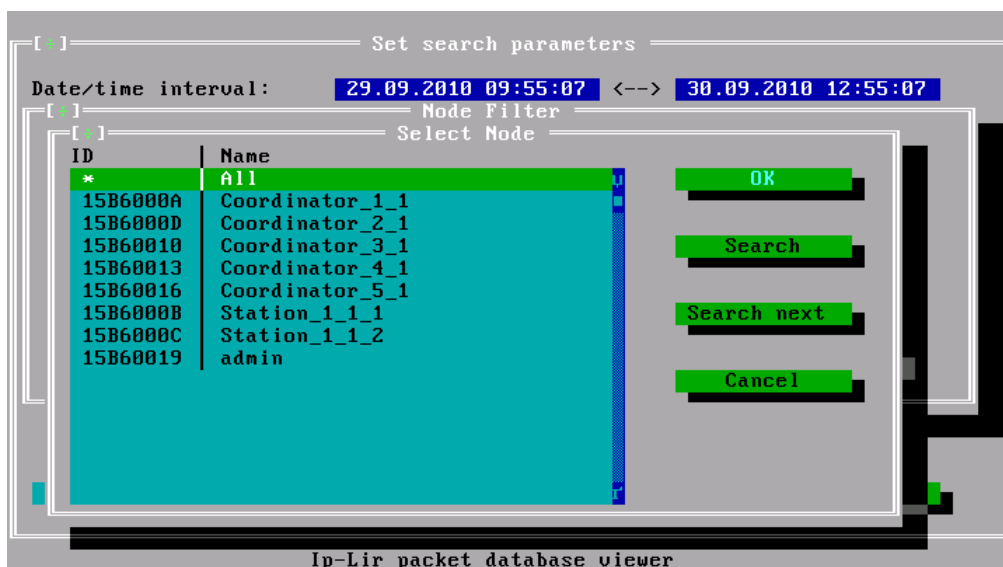 [÷] Set search parameters
Date/time interval: 29.09.2010 09:55:07 <--> 30.09.2010 12:55:07
[÷] Node Filter
[÷] Select Node
ID Name
* All
15B6000A Coordinator_1_1
15B6000D Coordinator_2_1
15B60010 Coordinator_3_1
15B60013 Coordinator_4_1
15B60016 Coordinator_5_1
15B6000B Station_1_1_1
15B6000C Station_1_1_2
15B60019 admin
OK
Search
Search next
Cancel
Ip-Lir packet database viewer